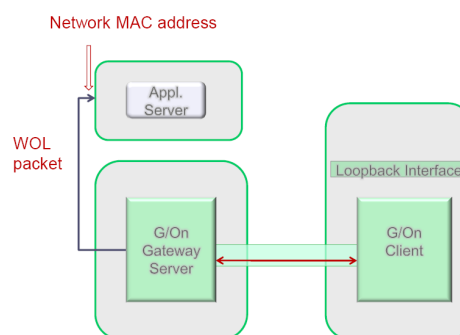 Network MAC address
Appl.
Server
WOL
packet
Loopback Interface
G/On
Gateway
Server
G/On
Client